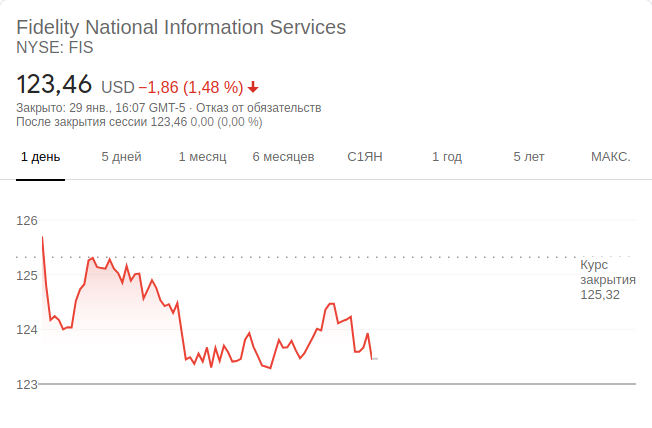 Fidelity National Information Services
NYSE: FIS
123,46 USD −1,86 (1,48 %)
Закрыто: 29 янв., 16:07 GMT-5 · Отказ от обязательств
После закрытия сессии 123,46 0,00 (0,00 %)
1 день 5 дней 1 месяц 6 месяцев С1ЯН 1 год 5 лет МАКС.
126
Курс
125
закрытия
125,32
124
123